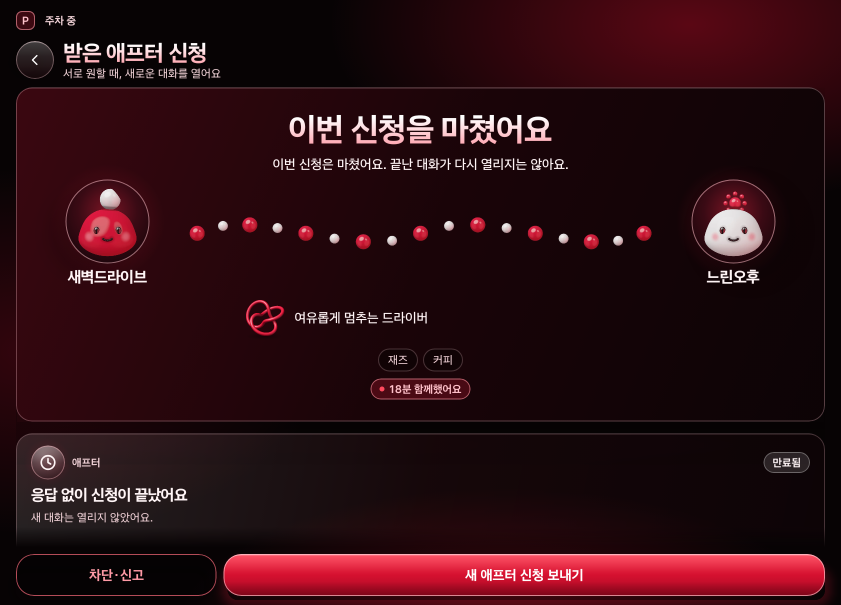 P 주차 중
받은 애프터 신청
서로 원할 때, 새로운 대화를 열어요
이번 신청을 마쳤어요
이번 신청은 마쳤어요. 끝난 대화가 다시 열리지는 않아요.
새벽드라이브
느린오후
여유롭게 멈추는 드라이버
재즈 커피
18분 함께했어요
애프터 만료됨
응답 없이 신청이 끝났어요
새 대화는 열리지 않았어요.
차단·신고 새 애프터 신청 보내기